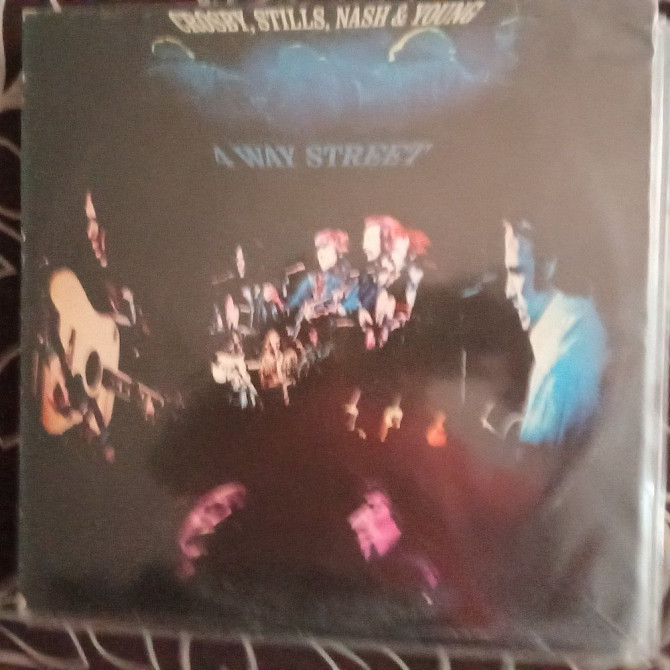 CROSBY, STILLS, NASH & YOUNG
4 WAY STREET